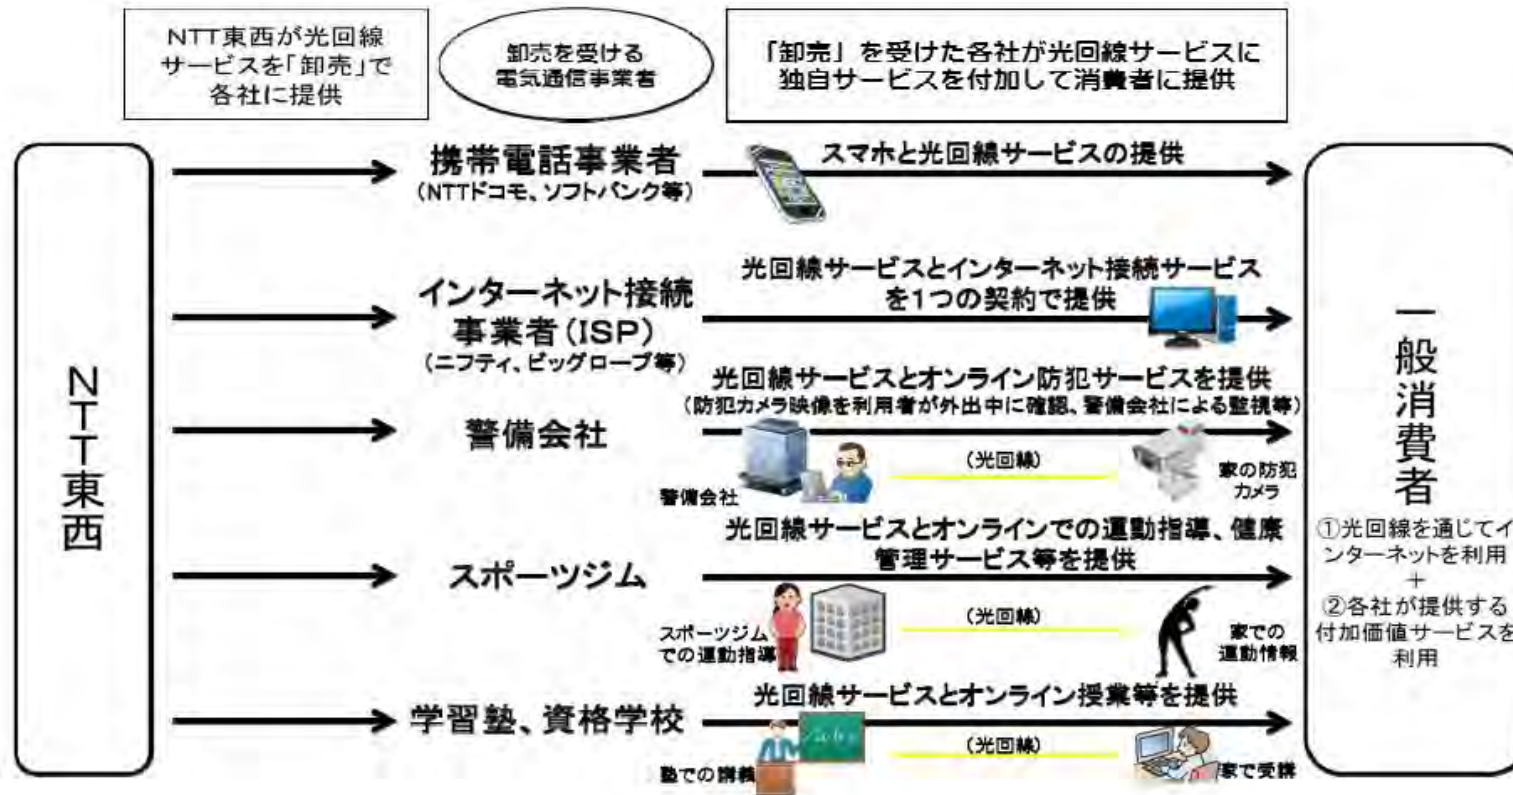 NTT東西が光回線
サービスを「卸売」で
各社に提供
卸売を受ける
電気通信事業者
「卸売」を受けた各社が光回線サービスに
独自サービスを付加して消費者に提供
NTT東西
携帯電話事業者
(NTTドコモ、ソフトバンク等)
スマホと光回線サービスの提供
インターネット接続
事業者(ISP)
(ニフティ、ビッグローブ等)
光回線サービスとインターネット接続サービス
を1つの契約で提供
警備会社
光回線サービスとオンライン防犯サービスを提供
(防犯カメラ映像を利用者が外出中に確認、警備会社による監視等)
警備会社
(光回線)
家の防犯
カメラ
スポーツジム
光回線サービスとオンラインでの運動指導、健康
管理サービス等を提供
スポーツジム
での運動指導
(光回線)
家での
運動情報
学習塾、資格学校
光回線サービスとオンライン授業等を提供
塾での講義
(光回線)
家で受講
一般消費者
①光回線を通じてイ
ンターネットを利用
+
②各社が提供する
付加価値サービスを
利用